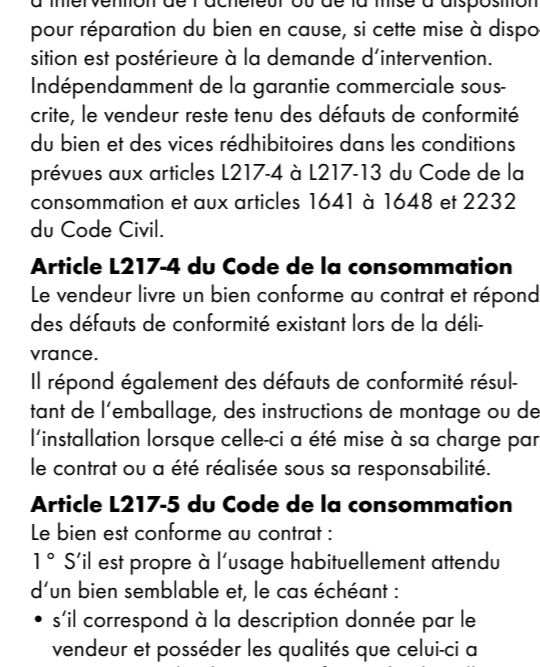 d'intervention de l'acheteur ou de la mise à disposition
pour réparation du bien en cause, si cette mise à dispo-
sition est postérieure à la demande d'intervention.
Indépendamment de la garantie commerciale sous-
crite, le vendeur reste tenu des défauts de conformité
du bien et des vices rédhibitoires dans les conditions
prévues aux articles L217-4 à L217-13 du Code de la
consommation et aux articles 1641 à 1648 et 2232
du Code Civil.
Article L217-4 du Code de la consommation
Le vendeur livre un bien conforme au contrat et répond
des défauts de conformité existant lors de la déli-
vrance.
Il répond également des défauts de conformité résul-
tant de l'emballage, des instructions de montage ou de
l'installation lorsque celle-ci a été mise à sa charge par
le contrat ou a été réalisée sous sa responsabilité.
Article L217-5 du Code de la consommation
Le bien est conforme au contrat :
1° S'il est propre à l'usage habituellement attendu
d'un bien semblable et, le cas échéant :
• s'il correspond à la description donnée par le
vendeur et posséder les qualités que celui-ci a